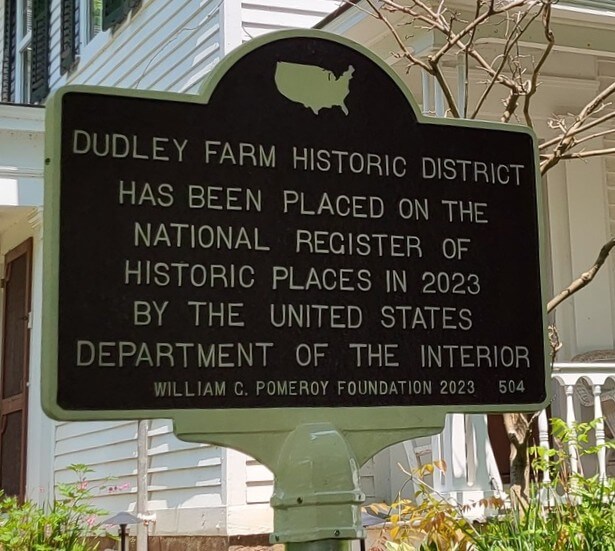 DUDLEY FARM HISTORIC DISTRICT
HAS BEEN PLACED ON THE
NATIONAL REGISTER OF
HISTORIC PLACES IN 2023
BY THE UNITED STATES
DEPARTMENT OF THE INTERIOR
WILLIAM C. POMEROY FOUNDATION 2023 504